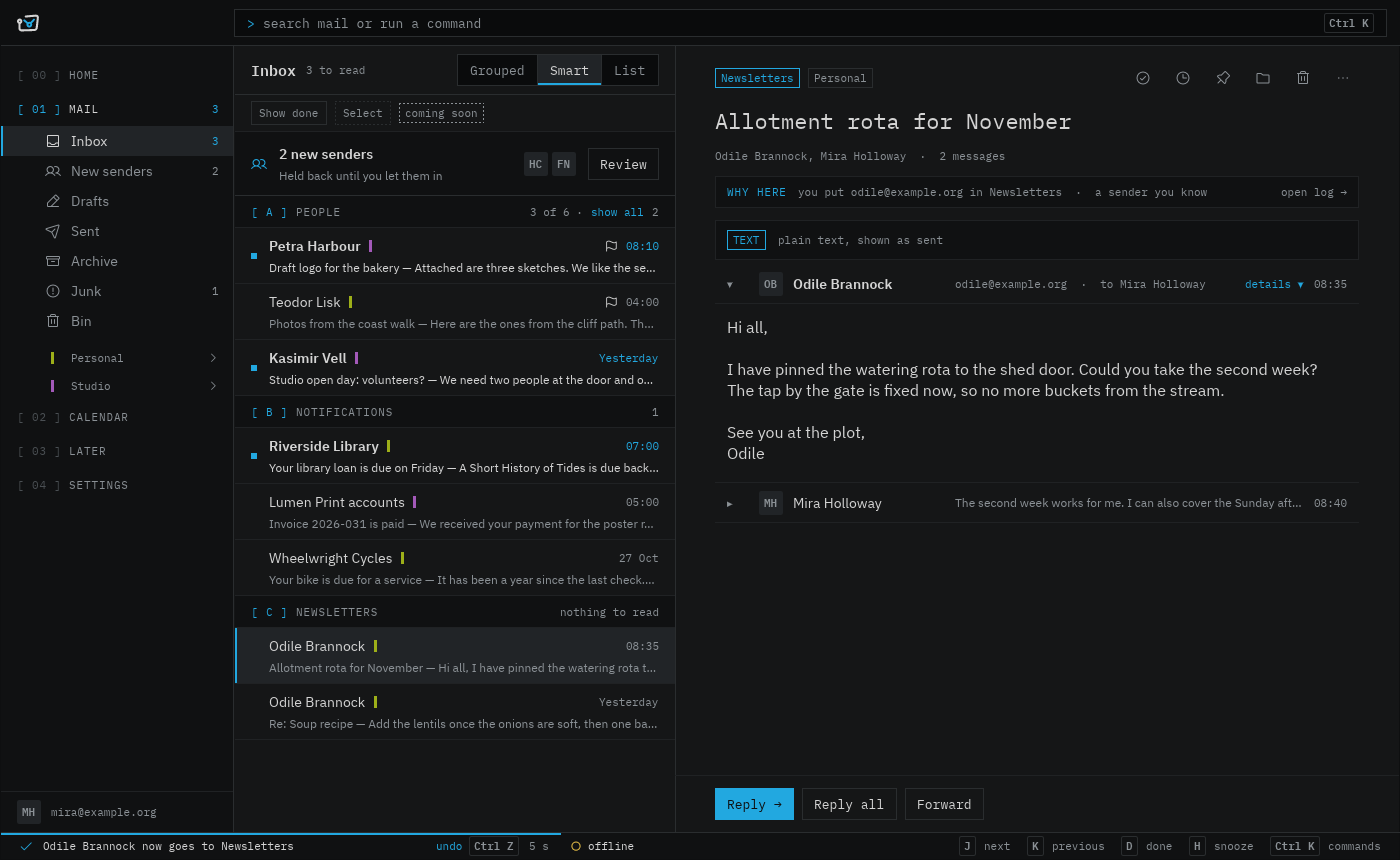 > search mail or run a command Ctrl K
[ 00 ] HOME
[ 01 ] MAIL 3
Inbox 3
New senders 2
Drafts
Sent
Archive
Junk 1
Bin
Personal
Studio
[ 02 ] CALENDAR
[ 03 ] LATER
[ 04 ] SETTINGS
MH mira@example.org
Inbox 3 to read Grouped Smart List
Show done Select coming soon
2 new senders
Held back until you let them in
HC FN Review
[ A ] PEOPLE 3 of 6 · show all 2
Petra Harbour 08:10
Draft logo for the bakery — Attached are three sketches. We like the se…
Teodor Lisk 04:00
Photos from the coast walk — Here are the ones from the cliff path. Th…
Kasimir Vell Yesterday
Studio open day: volunteers? — We need two people at the door and o…
[ B ] NOTIFICATIONS 1
Riverside Library 07:00
Your library loan is due on Friday — A Short History of Tides is due back…
Lumen Print accounts 05:00
Invoice 2026-031 is paid — We received your payment for the poster r…
Wheelwright Cycles 27 Oct
Your bike is due for a service — It has been a year since the last check.…
[ C ] NEWSLETTERS nothing to read
Odile Brannock 08:35
Allotment rota for November — Hi all, I have pinned the watering rota t…
Odile Brannock Yesterday
Re: Soup recipe — Add the lentils once the onions are soft, then one ba…
Newsletters Personal
Allotment rota for November
Odile Brannock, Mira Holloway · 2 messages
WHY HERE you put odile@example.org in Newsletters · a sender you know open log →
TEXT plain text, shown as sent
▾ OB Odile Brannock odile@example.org · to Mira Holloway details ▾ 08:35
Hi all,
I have pinned the watering rota to the shed door. Could you take the second week?
The tap by the gate is fixed now, so no more buckets from the stream.
See you at the plot,
Odile
▸ MH Mira Holloway The second week works for me. I can also cover the Sunday aft… 08:40
Reply → Reply all Forward
Odile Brannock now goes to Newsletters undo Ctrl Z 5 s offline J next K previous D done H snooze Ctrl K commands